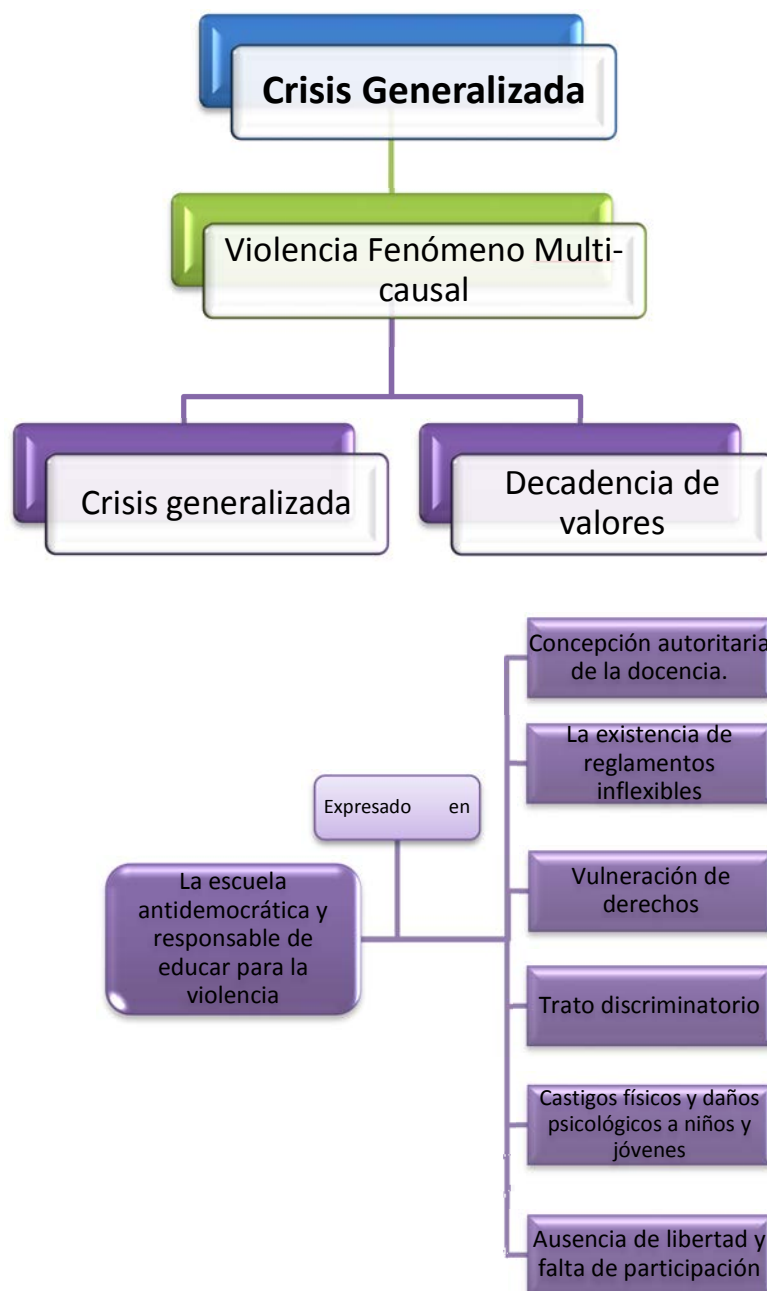 Crisis Generalizada
Violencia Fenómeno Multi-
causal
Crisis generalizada
Decadencia de
valores
Concepción autoritaria
de la docencia.
La existencia de
reglamentos
inflexibles
Expresado en
La escuela
antidemocrática y
responsable de
educar para la
violencia
Vulneración de
derechos
Trato discriminatorio
Castigos físicos y daños
psicológicos a niños y
jóvenes
Ausencia de libertad y
falta de participación